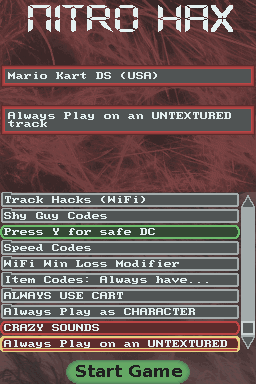 NITRO HAX
Mario Kart DS (USA)
Always Play on an UNTEXTURED
track
Track Hacks (WiFi)
Shy Guy Codes
Press Y for safe DC
Speed Codes
WiFi Win Loss Modifier
Item Codes: Always have...
ALWAYS USE CART
Always Play as CHARACTER
CRAZY SOUNDS
Always Play on an UNTEXTURED
Start Game